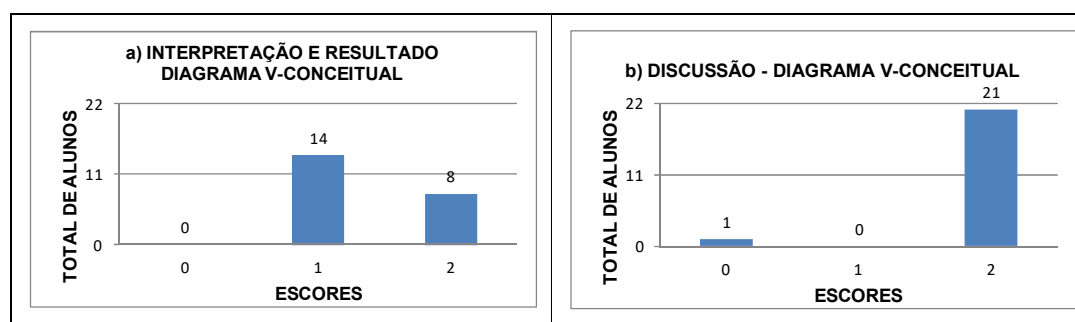 a) INTERPRETAÇÃO E RESULTADO
DIAGRAMA V-CONCEITUAL
TOTAL DE ALUNOS
22
11
0
0
14
8
0
1
2
ESCORES
b) DISCUSSÃO - DIAGRAMA V-CONCEITUAL
TOTAL DE ALUNOS
22
11
0
1
0
21
0
1
2
ESCORES